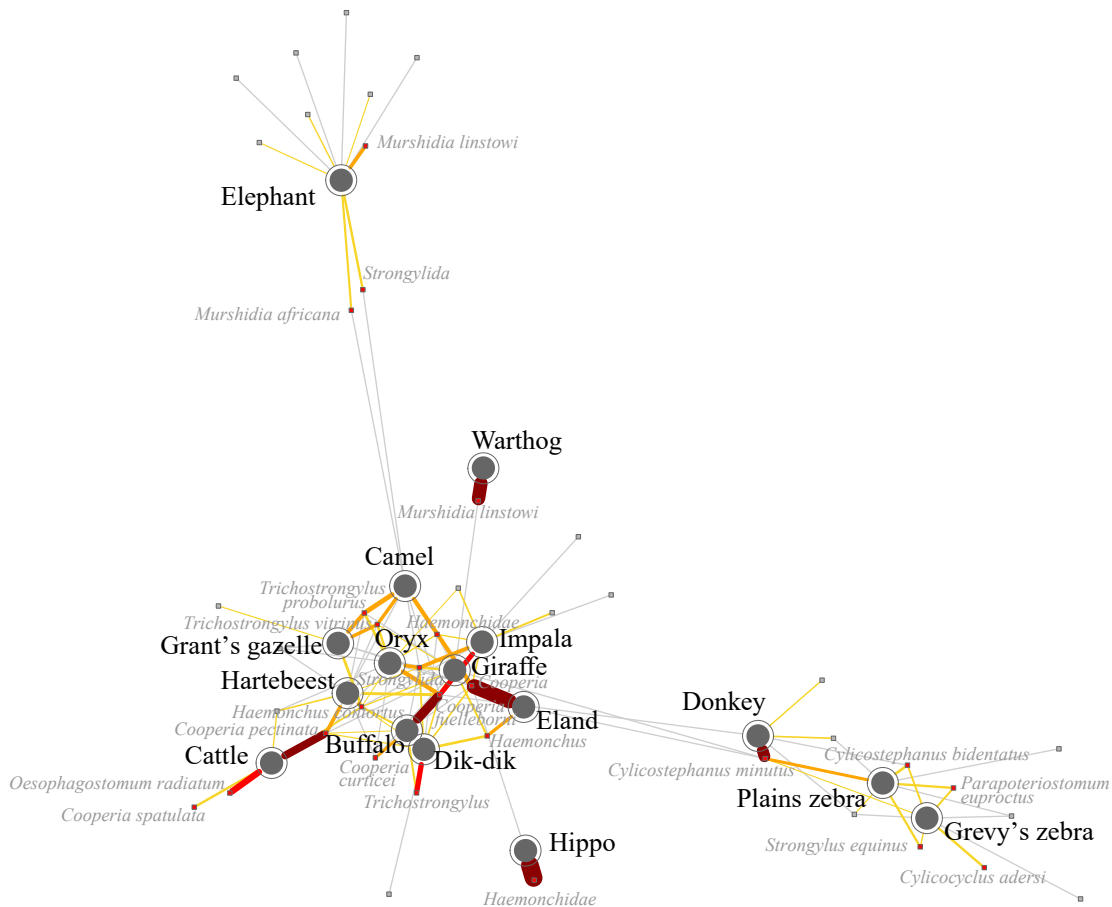 Murshidia linstowi
Elephant
Strongylida
Murshidia africana
Warthog
Murshidia linstowi
Camel
Trichostrongylus
probolurus
Trichostrongylus vitrinus
Haemonchidae
Grant's gazelle
Oryx
Impala
Giraffe
Hartebeest
Strongylida
Cooperia
Haemonchus contortus
Cooperia
fuelleborni
Eland
Cooperia pectinata
Buffalo
Haemonchus
Cattle
Dik-dik
Cooperia
curticei
Oesophagostomum radiatum
Trichostrongylus
Cooperia spatulata
Hippo
Haemonchidae
Donkey
Cylicostephanus bidentatus
Cylicostephanus minutus
Plains zebra
Parapoteriostomum
euproctus
Grevy's zebra
Strongylus equinus
Cylicocyclus adersi